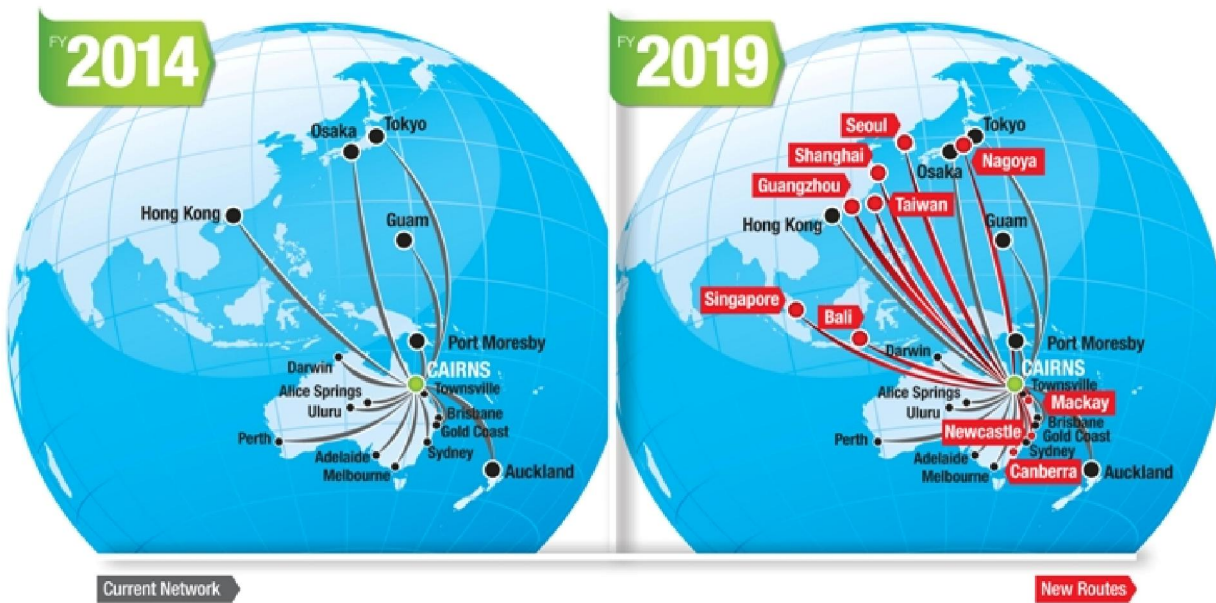 FY 2014
Tokyo
Osaka
Hong Kong
Guam
Port Moresby
CAIRNS
Darwin
Townsville
Alice Springs
Uluru
Brisbane
Gold Coast
Perth
Sydney
Adelaide
Melbourne
Auckland
Current Network
FY 2019
Seoul
Tokyo
Shanghai
Osaka
Nagoya
Guangzhou
Taiwan
Hong Kong
Guam
Singapore
Bali
Port Moresby
Darwin
CAIRNS
Townsville
Alice Springs
Mackay
Uluru
Brisbane
Newcastle
Gold Coast
Perth
Sydney
Adelaide
Melbourne
Canberra
Auckland
New Routes